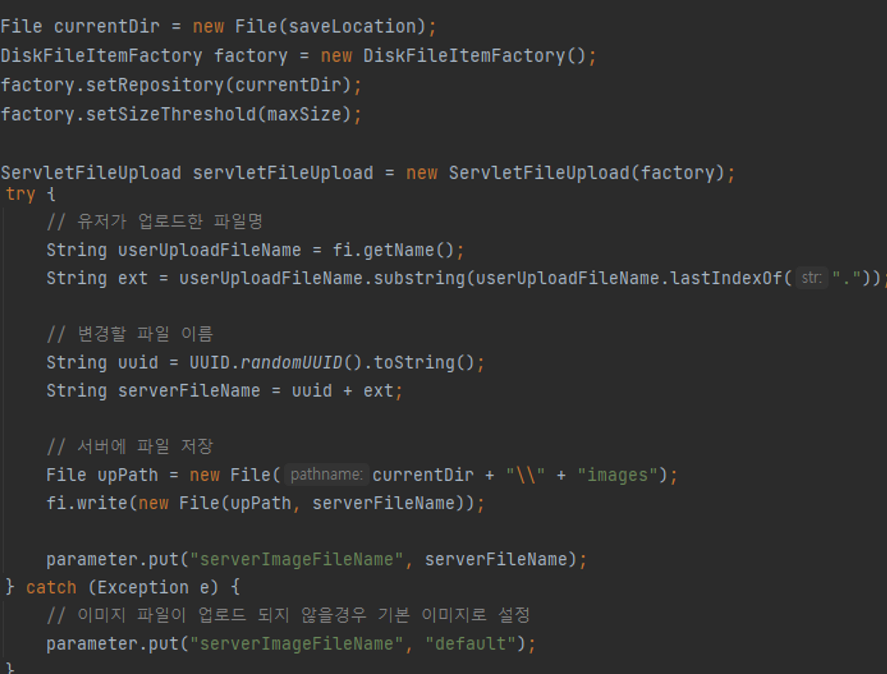 File currentDir = new File(saveLocation);
DiskFileItemFactory factory = new DiskFileItemFactory();
factory.setRepository(currentDir);
factory.setSizeThreshold(maxSize);
ServletFileUpload servletFileUpload = new ServletFileUpload(factory);
try {
// 유저가 업로드한 파일명
String userUploadFileName = fi.getName();
String ext = userUploadFileName.substring(userUploadFileName.lastIndexOf( str: "."));
// 변경할 파일 이름
String uuid = UUID.randomUUID().toString();
String serverFileName = uuid + ext;
// 서버에 파일 저장
File upPath = new File( pathname: currentDir + "\\" + "images");
fi.write(new File(upPath, serverFileName));
parameter.put("serverImageFileName", serverFileName);
} catch (Exception e) {
// 이미지 파일이 업로드 되지 않을경우 기본 이미지로 설정
parameter.put("serverImageFileName", "default");
}